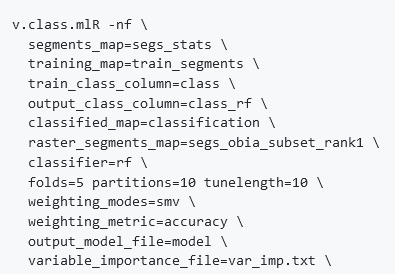 v.class.mlR -nf \
segments_map=segs_stats \
training_map=train_segments \
train_class_column=class \
output_class_column=class_rf \
classified_map=classification \
raster_segments_map=segs_obia_subset_rank1 \
classifier=rf \
folds=5 partitions=10 tunelength=10 \
weighting_modes=smv \
weighting_metric=accuracy \
output_model_file=model \
variable_importance_file=var_imp.txt \